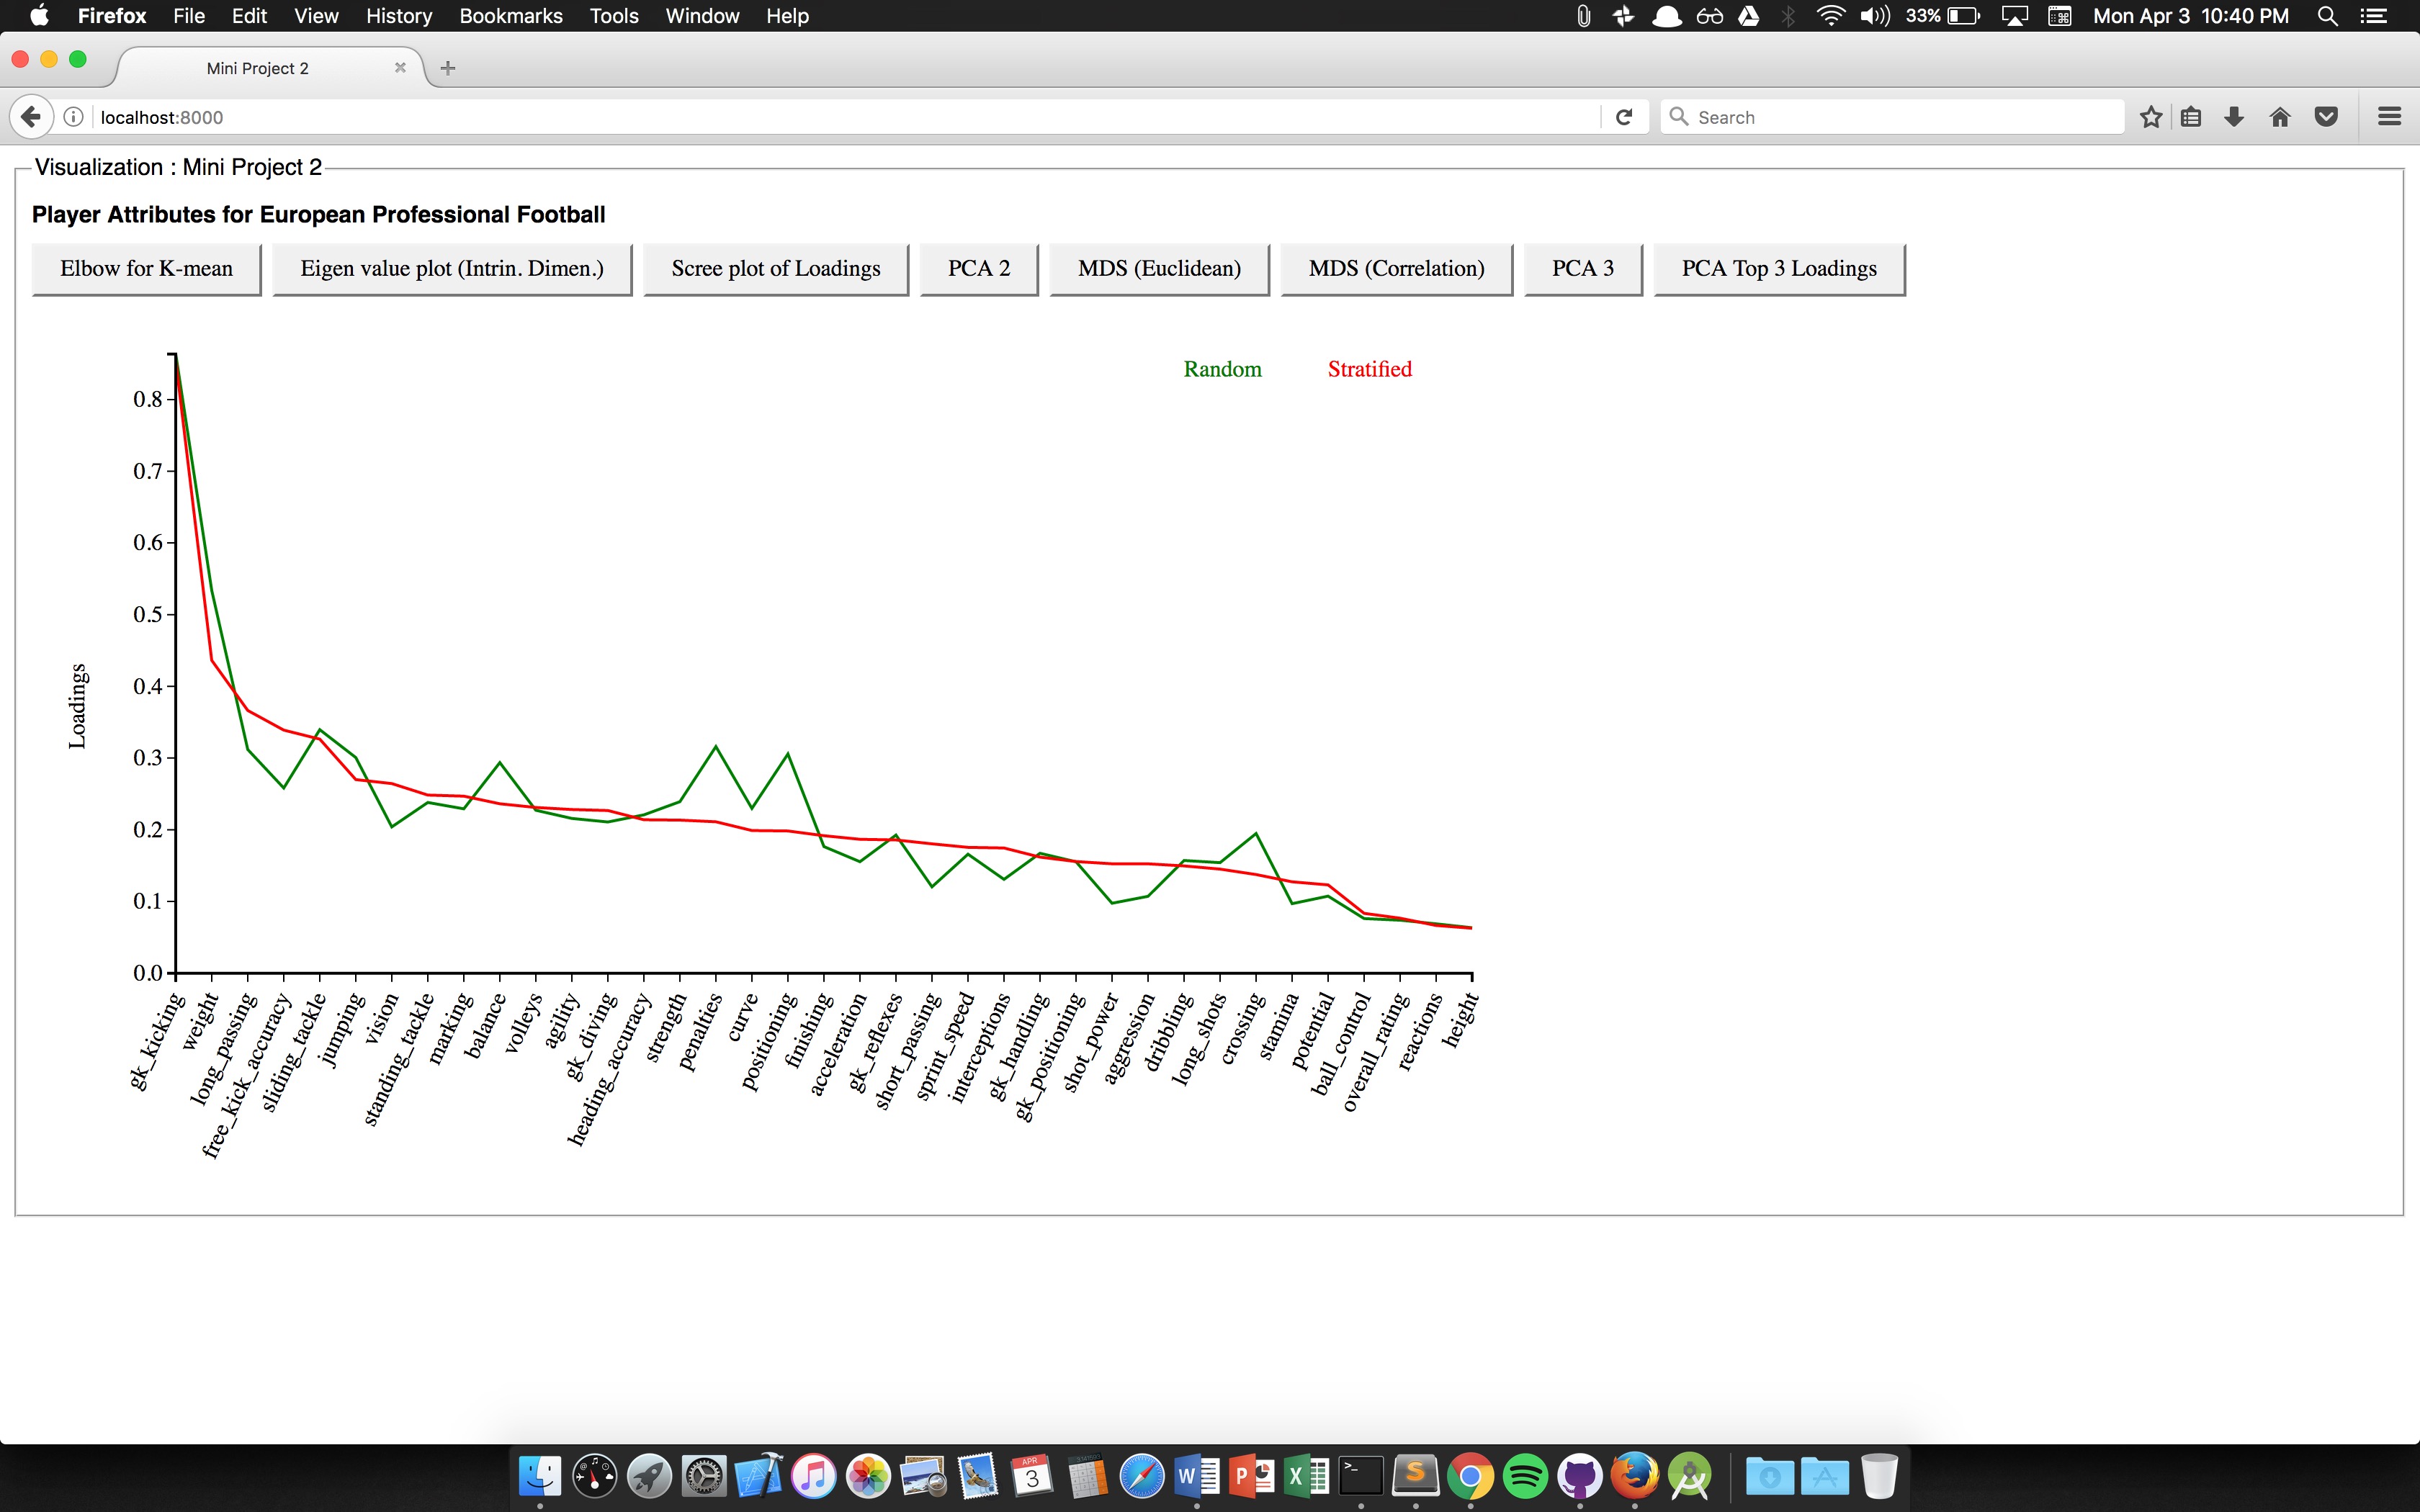 Firefox File Edit View History Bookmarks Tools Window Help 33% Mon Apr 3 10:40 PM
Mini Project 2
localhost:8000 Search
Visualization : Mini Project 2
Player Attributes for European Professional Football
Elbow for K-mean Eigen value plot (Intrin. Dimen.) Scree plot of Loadings PCA 2 MDS (Euclidean) MDS (Correlation) PCA 3 PCA Top 3 Loadings
Random Stratified
0.8
0.7
0.6
0.5
0.4
0.3
0.2
0.1
0.0
Loadings
gk_kicking
weight
long_passing
free_kick_accuracy
sliding_tackle
jumping
vision
standing_tackle
marking
balance
volleys
agility
gk_diving
heading_accuracy
strength
penalties
curve
positioning
finishing
acceleration
gk_reflexes
short_passing
sprint_speed
interceptions
gk_handling
gk_positioning
shot_power
aggression
dribbling
long_shots
crossing
stamina
potential
ball_control
overall_rating
reactions
height
APR
3
W
P
X
>_
S